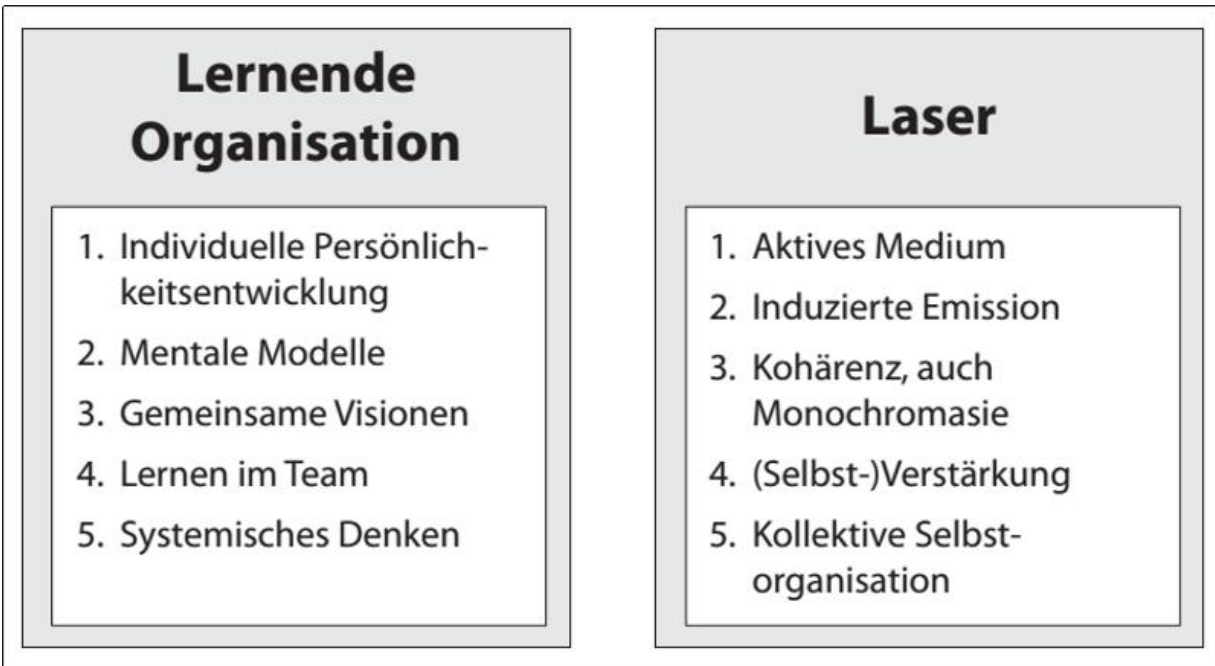 Lernende
Organisation
1. Individuelle Persönlich-
keitsentwicklung
2. Mentale Modelle
3. Gemeinsame Visionen
4. Lernen im Team
5. Systemisches Denken
Laser
1. Aktives Medium
2. Induzierte Emission
3. Kohärenz, auch
Monochromasie
4. (Selbst-)Verstärkung
5. Kollektive Selbst-
organisation